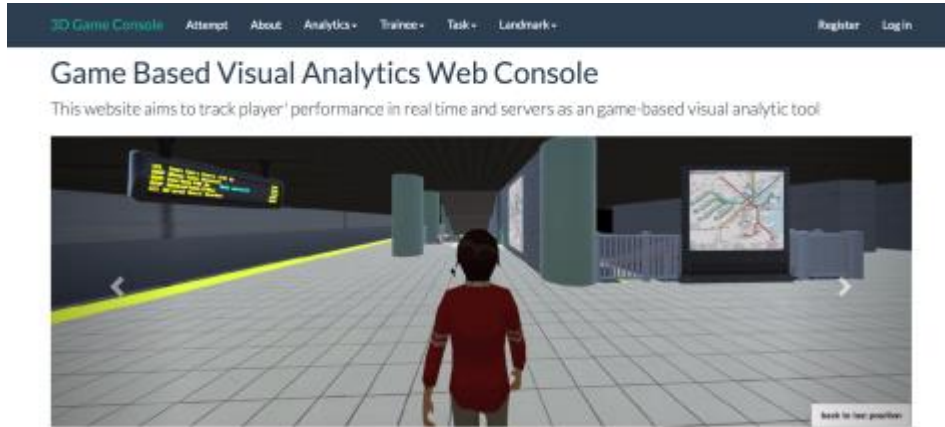 3D Game Console Attempt About Analytics Trainee Task Landmark Register Log in
Game Based Visual Analytics Web Console
This website aims to track player' performance in real time and servers as an game-based visual analytic tool
back to last position